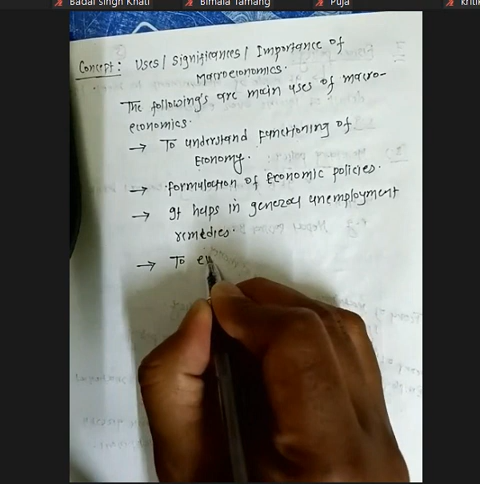 Badal Singh Khati
Bimala Tamang
Puja
kritik
Concept: Uses/ Significances/ Importance of
Macroeconomics.
The following's are main uses of macro-
economics.
→ To understand functioning of
Economy.
→ formulation of Economic policies.
→ It helps in general unemployment
remedies.
→ To e